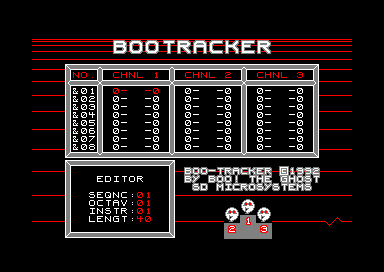 BOOTRACKER
NO. CHNL 1 CHNL 2 CHNL 3
&01 0- -0 0- -0 0- -0
&02 0- -0 0- -0 0- -0
&03 0- -0 0- -0 0- -0
&04 0- -0 0- -0 0- -0
&05 0- -0 0- -0 0- -0
&06 0- -0 0- -0 0- -0
&07 0- -0 0- -0 0- -0
&08 0- -0 0- -0 0- -0
EDITOR
SEQNC:01
OCTAV:01
INSTR:01
LENGT:40
BOO-TRACKER ©1992
BY BOO! THE GHOST
SD MICROSYSTEMS
1
2 3